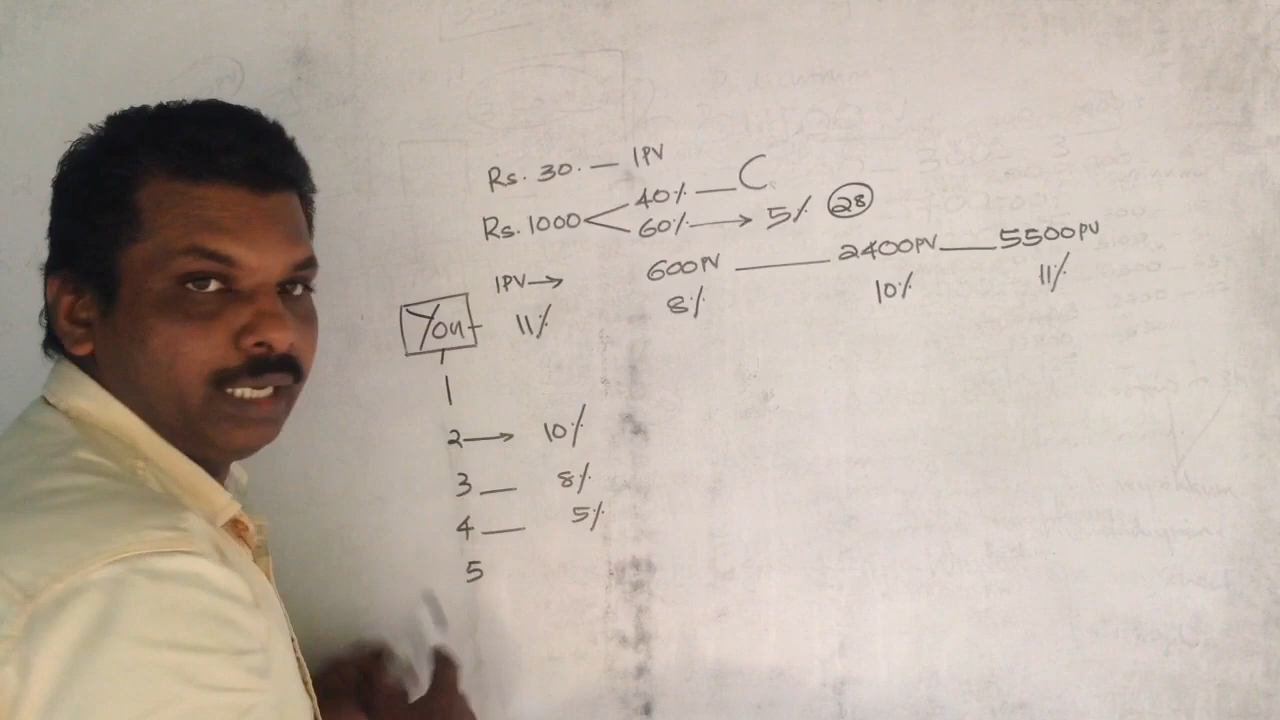 Rs. 30. — 1PV
40% — C
Rs. 1000
60% → 5% 28
1PV → 600PV — 2400PV — 5500PV
8% 10% 11%
You 11%
1
2 → 10%
3 — 8%
4 — 5%
5